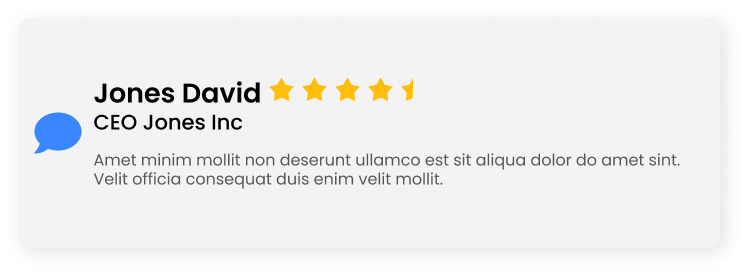 Jones David
CEO Jones Inc
Amet minim mollit non deserunt ullamco est sit aliqua dolor do amet sint.
Velit officia consequat duis enim velit mollit.